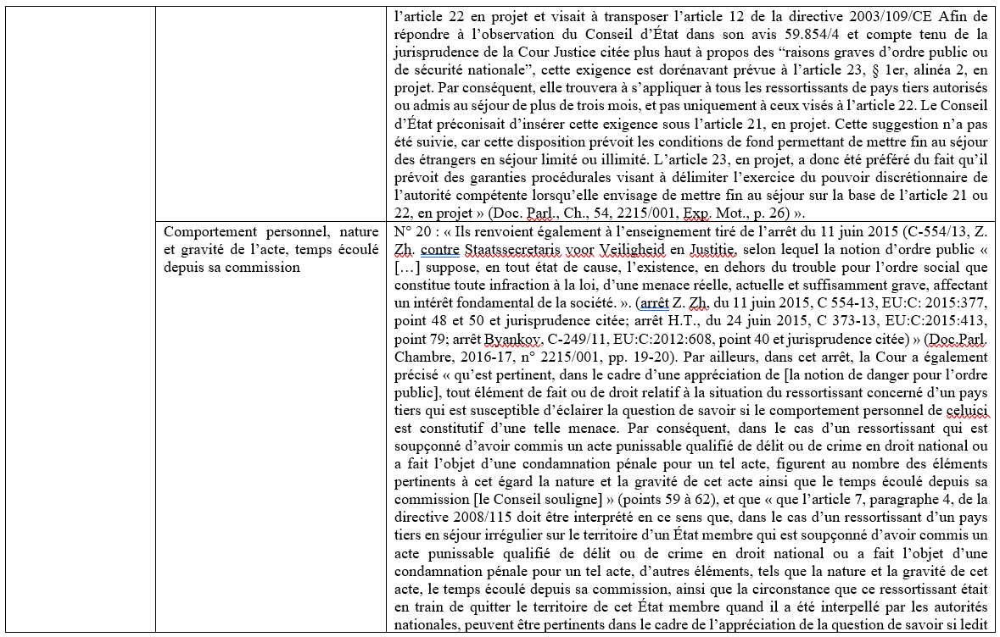 l’article 22 en projet et visait à transposer l’article 12 de la directive 2003/109/CE Afin de
répondre à l’observation du Conseil d’État dans son avis 59.854/4 et compte tenu de la
jurisprudence de la Cour Justice citée plus haut à propos des “raisons graves d’ordre public ou
de sécurité nationale”, cette exigence est dorénavant prévue à l’article 23, § 1er, alinéa 2, en
projet. Par conséquent, elle trouvera à s’appliquer à tous les ressortissants de pays tiers autorisés
ou admis au séjour de plus de trois mois, et pas uniquement à ceux visés à l’article 22. Le Conseil
d’État préconisait d’insérer cette exigence sous l’article 21, en projet. Cette suggestion n’a pas
été suivie, car cette disposition prévoit les conditions de fond permettant de mettre fin au séjour
des étrangers en séjour limité ou illimité. L’article 23, en projet, a donc été préféré du fait qu’il
prévoit des garanties procédurales visant à délimiter l’exercice du pouvoir discrétionnaire de
l’autorité compétente lorsqu’elle envisage de mettre fin au séjour sur la base de l’article 21 ou
22, en projet » (Doc. Parl., Ch., 54, 2215/001, Exp. Mot., p. 26) ».
Comportement personnel, nature
et gravité de l’acte, temps écoulé
depuis sa commission
N° 20 : « Ils renvoient également à l’enseignement tiré de l’arrêt du 11 juin 2015 (C-554/13, Z.
Zh. contre Staatssecretaris voor Veiligheid en Justitie, selon lequel la notion d’ordre public «
[…] suppose, en tout état de cause, l’existence, en dehors du trouble pour l’ordre social que
constitue toute infraction à la loi, d’une menace réelle, actuelle et suffisamment grave, affectant
un intérêt fondamental de la société. ». (arrêt Z. Zh, du 11 juin 2015, C 554-13, EU:C: 2015:377,
point 48 et 50 et jurisprudence citée; arrêt H.T., du 24 juin 2015, C 373-13, EU:C:2015:413,
point 79; arrêt Byankov, C-249/11, EU:C:2012:608, point 40 et jurisprudence citée) » (Doc.Parl.
Chambre, 2016-17, n° 2215/001, pp. 19-20). Par ailleurs, dans cet arrêt, la Cour a également
précisé « qu’est pertinent, dans le cadre d’une appréciation de [la notion de danger pour l’ordre
public], tout élément de fait ou de droit relatif à la situation du ressortissant concerné d’un pays
tiers qui est susceptible d’éclairer la question de savoir si le comportement personnel de celuici
est constitutif d’une telle menace. Par conséquent, dans le cas d’un ressortissant qui est
soupçonné d’avoir commis un acte punissable qualifié de délit ou de crime en droit national ou
a fait l’objet d’une condamnation pénale pour un tel acte, figurent au nombre des éléments
pertinents à cet égard la nature et la gravité de cet acte ainsi que le temps écoulé depuis sa
commission [le Conseil souligne] » (points 59 à 62), et que « que l’article 7, paragraphe 4, de la
directive 2008/115 doit être interprété en ce sens que, dans le cas d’un ressortissant d’un pays
tiers en séjour irrégulier sur le territoire d’un État membre qui est soupçonné d’avoir commis un
acte punissable qualifié de délit ou de crime en droit national ou a fait l’objet d’une
condamnation pénale pour un tel acte, d’autres éléments, tels que la nature et la gravité de cet
acte, le temps écoulé depuis sa commission, ainsi que la circonstance que ce ressortissant était
en train de quitter le territoire de cet État membre quand il a été interpellé par les autorités
nationales, peuvent être pertinents dans le cadre de l’appréciation de la question de savoir si ledit